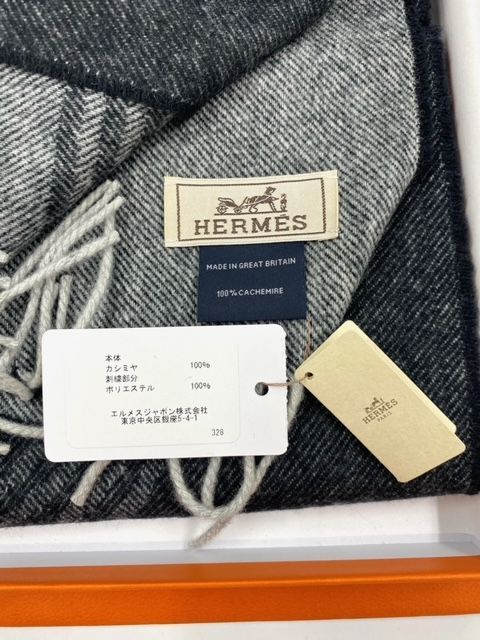 HERMÈS
MADE IN GREAT BRITAIN
100% CACHEMIRE
本体
カシミヤ 100%
刺繍部分
ポリエステル 100%
エルメスジャポン株式会社
東京中央区銀座5-4-1
328
HERMÈS
PARIS